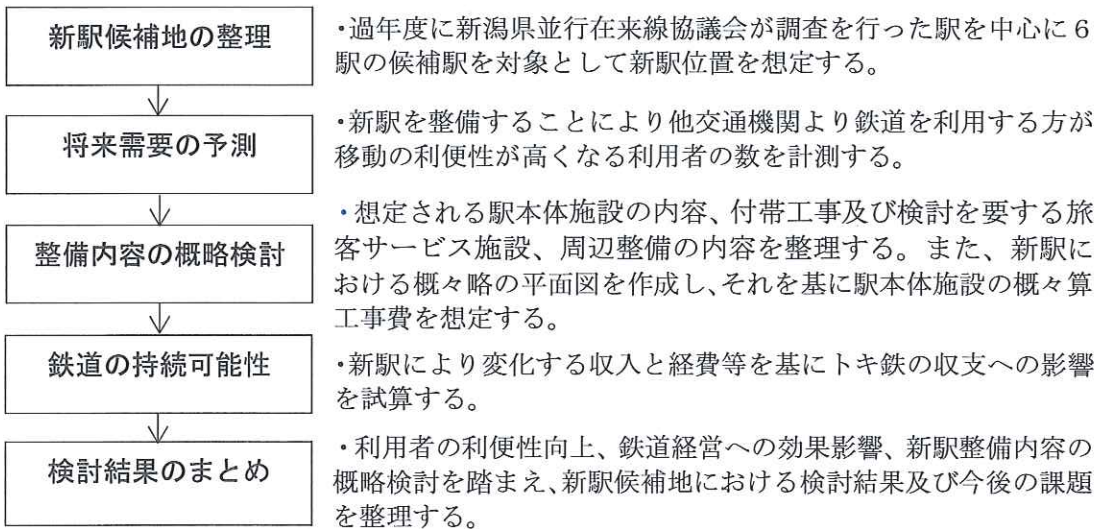 新駅候補地の整理
・過年度に新潟県並行在来線協議会が調査を行った駅を中心に6
駅の候補駅を対象として新駅位置を想定する。
将来需要の予測
・新駅を整備することにより他交通機関より鉄道を利用する方が
移動の利便性が高くなる利用者の数を計測する。
整備内容の概略検討
・想定される駅本体施設の内容、付帯工事及び検討を要する旅
客サービス施設、周辺整備の内容を整理する。また、新駅に
おける概々略の平面図を作成し、それを基に駅本体施設の概々算
工事費を想定する。
鉄道の持続可能性
・新駅により変化する収入と経費等を基にトキ鉄の収支への影響
を試算する。
検討結果のまとめ
・利用者の利便性向上、鉄道経営への効果影響、新駅整備内容の
概略検討を踏まえ、新駅候補地における検討結果及び今後の課題
を整理する。